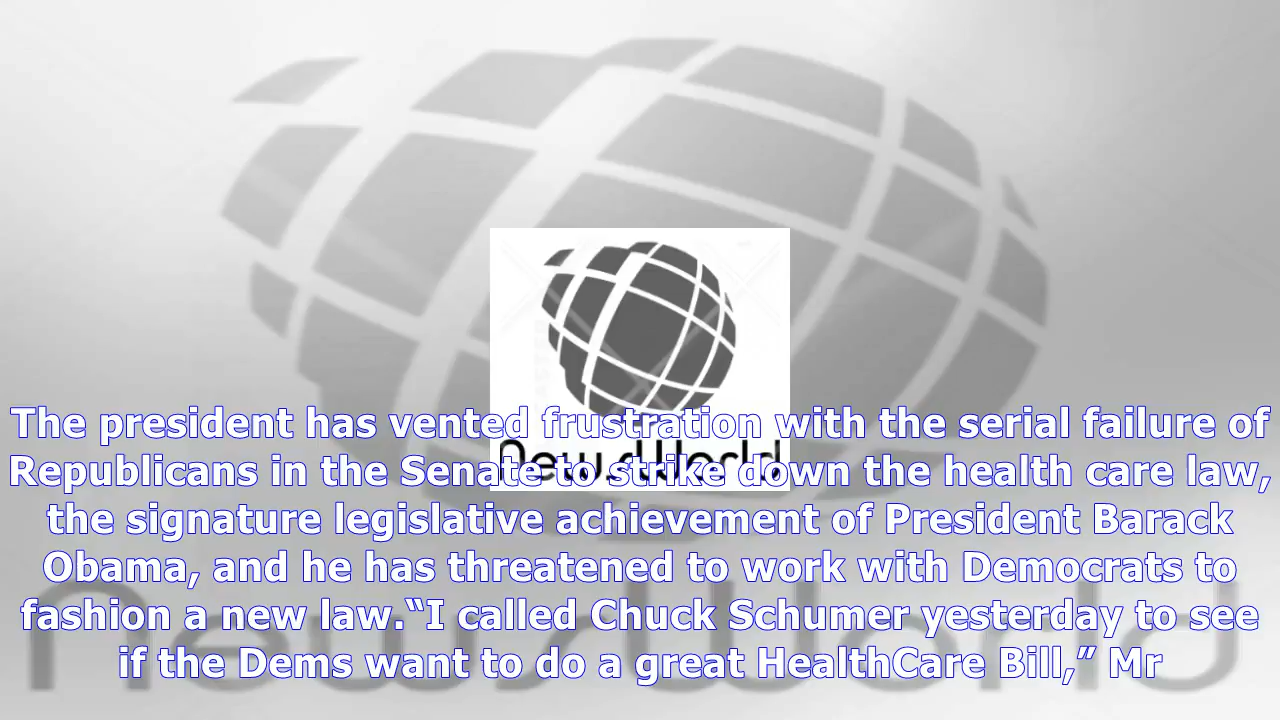 The president has vented frustration with the serial failure of
Republicans in the Senate to strike down the health care law,
the signature legislative achievement of President Barack
Obama, and he has threatened to work with Democrats to
fashion a new law.“I called Chuck Schumer yesterday to see
if the Dems want to do a great HealthCare Bill,” Mr